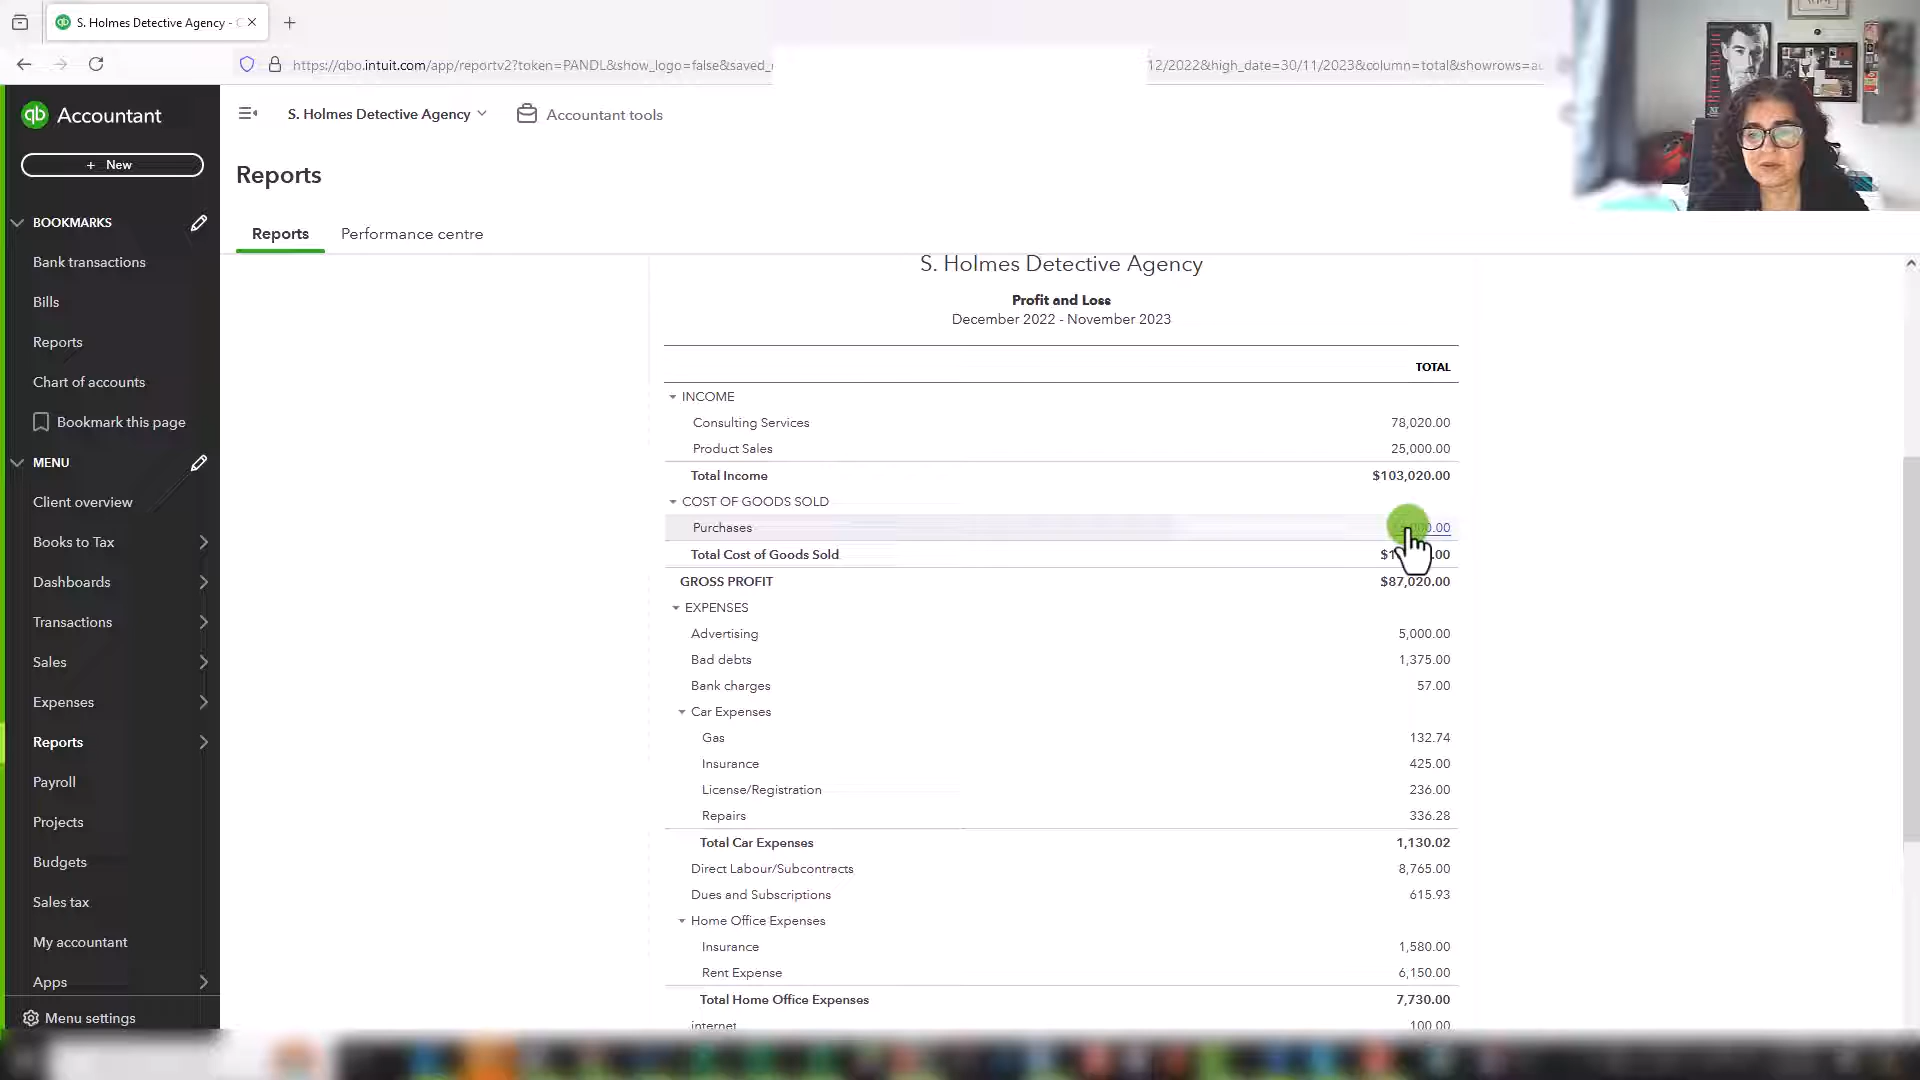 S. Holmes Detective Agency -
https://qbo.intuit.com/app/reportv2?token=PANDL&show_logo=false&saved_
12/2022&high_date=30/11/2023&column=total&showrows=a
qb Accountant
+ New
BOOKMARKS
Bank transactions
Bills
Reports
Chart of accounts
Bookmark this page
MENU
Client overview
Books to Tax
Dashboards
Transactions
Sales
Expenses
Reports
Payroll
Projects
Budgets
Sales tax
My accountant
Apps
Menu settings
S. Holmes Detective Agency
Accountant tools
Reports
Reports Performance centre
S. Holmes Detective Agency
Profit and Loss
December 2022 - November 2023
TOTAL
INCOME
Consulting Services 78,020.00
Product Sales 25,000.00
Total Income $103,020.00
COST OF GOODS SOLD
Purchases
Total Cost of Goods Sold
GROSS PROFIT $87,020.00
EXPENSES
Advertising 5,000.00
Bad debts 1,375.00
Bank charges 57.00
Car Expenses
Gas 132.74
Insurance 425.00
License/Registration 236.00
Repairs 336.28
Total Car Expenses 1,130.02
Direct Labour/Subcontracts 8,765.00
Dues and Subscriptions 615.93
Home Office Expenses
Insurance 1,580.00
Rent Expense 6,150.00
Total Home Office Expenses 7,730.00
internet 100.00